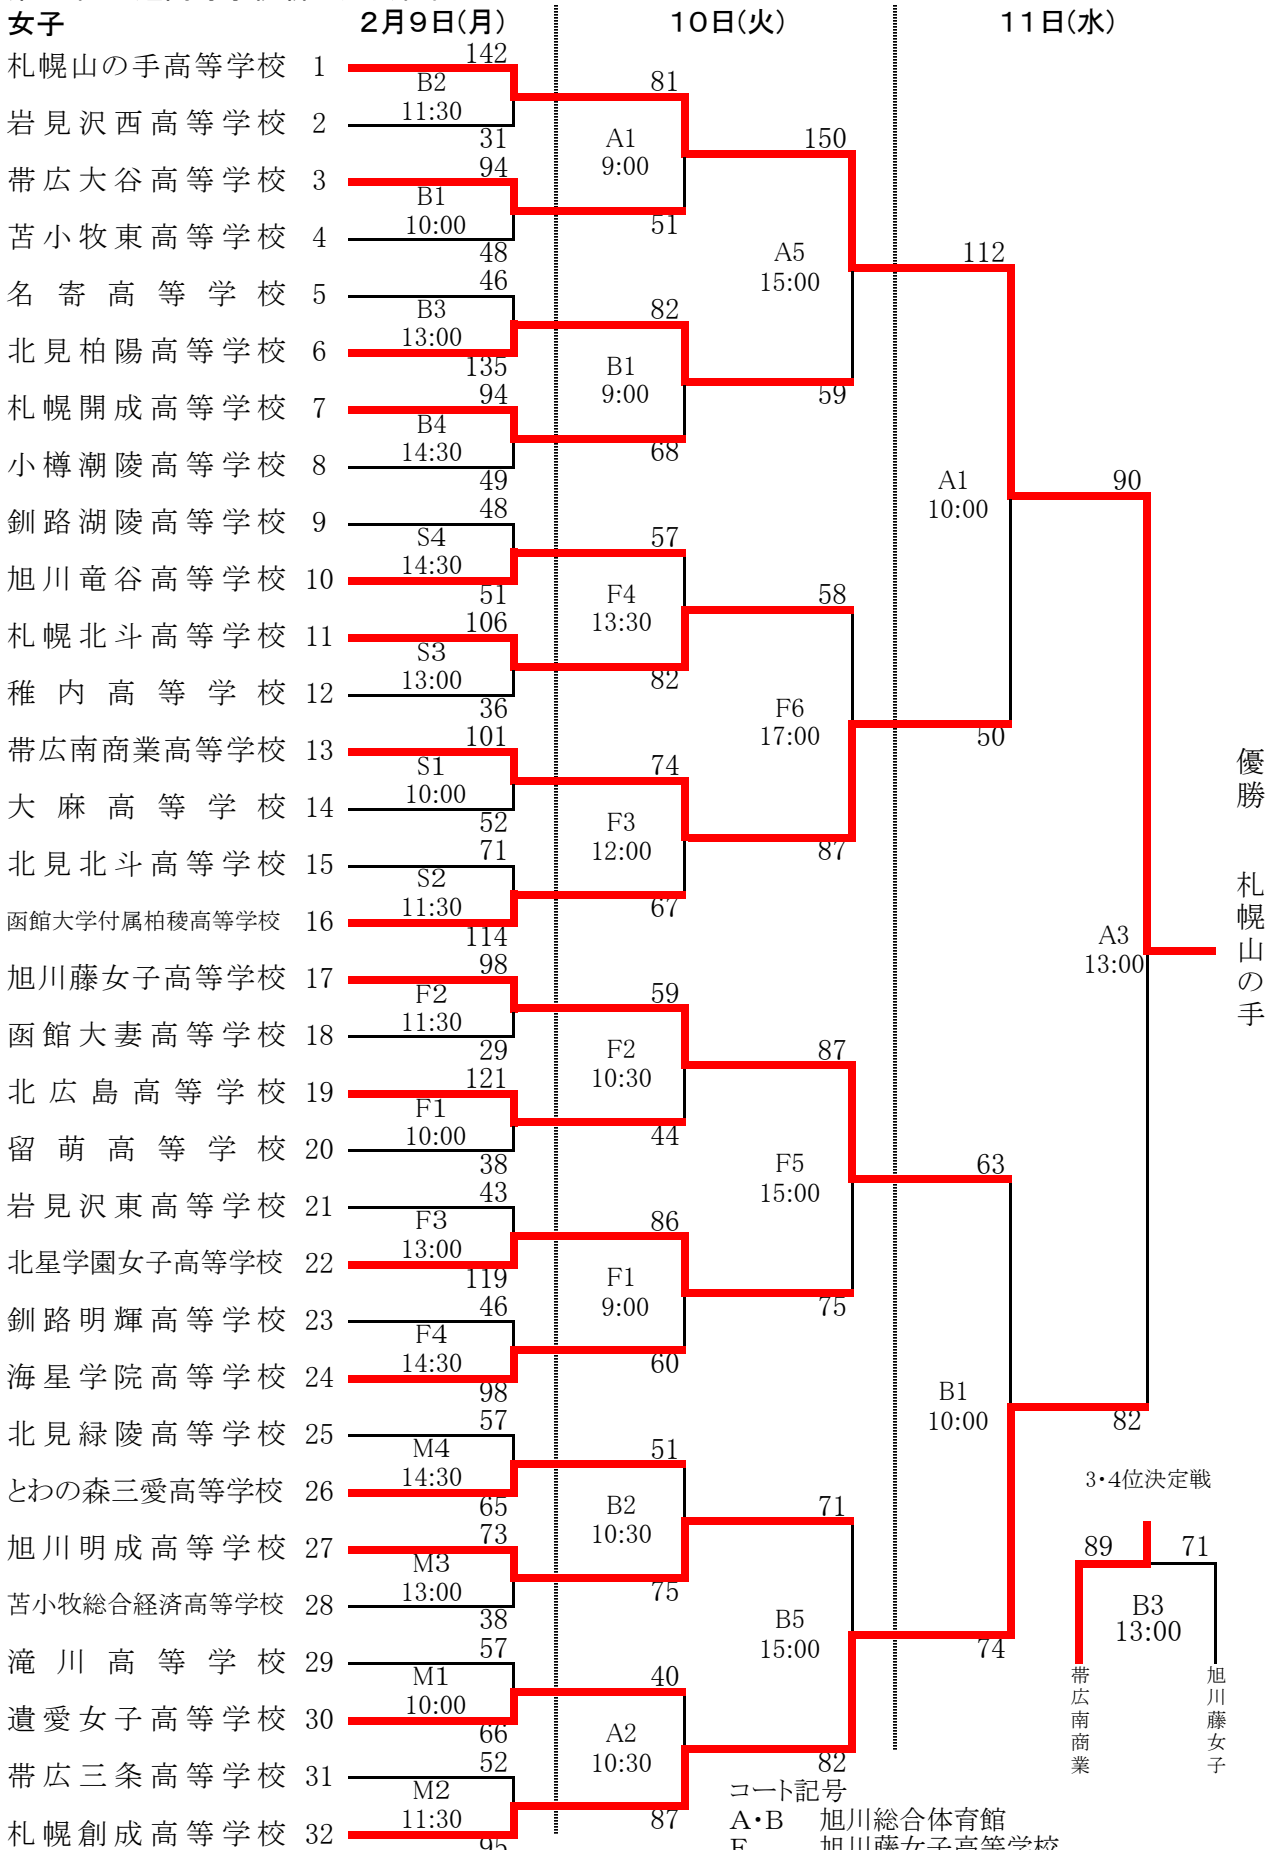 女子 2月9日(月) 10日(火) 11日(水)
札幌山の手高等学校 1 142
B2
11:30
岩見沢西高等学校 2 31
帯広大谷高等学校 3 94
B1
10:00
苫小牧東高等学校 4 48
名寄高等学校 5 46
B3
13:00
北見柏陽高等学校 6 135
札幌開成高等学校 7 94
B4
14:30
小樽潮陵高等学校 8 49
釧路湖陵高等学校 9 48
S4
14:30
旭川竜谷高等学校 10 51
札幌北斗高等学校 11 106
S3
13:00
稚内高等学校 12 36
帯広南商業高等学校 13 101
S1
10:00
大麻高等学校 14 52
北見北斗高等学校 15 71
S2
11:30
函館大学付属柏稜高等学校 16 114
旭川藤女子高等学校 17 98
F2
11:30
函館大妻高等学校 18 29
北広島高等学校 19 121
F1
10:00
留萌高等学校 20 38
岩見沢東高等学校 21 43
F3
13:00
北星学園女子高等学校 22 119
釧路明輝高等学校 23 46
F4
14:30
海星学院高等学校 24 98
北見緑陵高等学校 25 57
M4
14:30
とわの森三愛高等学校 26 65
旭川明成高等学校 27 73
M3
13:00
苫小牧総合経済高等学校 28 38
滝川高等学校 29 57
M1
10:00
遺愛女子高等学校 30 66
帯広三条高等学校 31 52
M2
11:30
札幌創成高等学校 32 95
81
A1
9:00
51
82
B1
9:00
68
57
F4
13:30
82
74
F3
12:00
67
59
F2
10:30
44
86
F1
9:00
60
51
B2
10:30
75
40
A2
10:30
87
150
A5
15:00
59
58
F6
17:00
87
87
F5
15:00
75
71
B5
15:00
82
112
A1
10:00
50
63
B1
10:00
74
90
A3
13:00
82
優勝 札幌山の手
3・4位決定戦
89 71
B3
13:00
帯広南商業
旭川藤女子
コート記号
A・B 旭川総合体育館
F 旭川藤女子高等学校